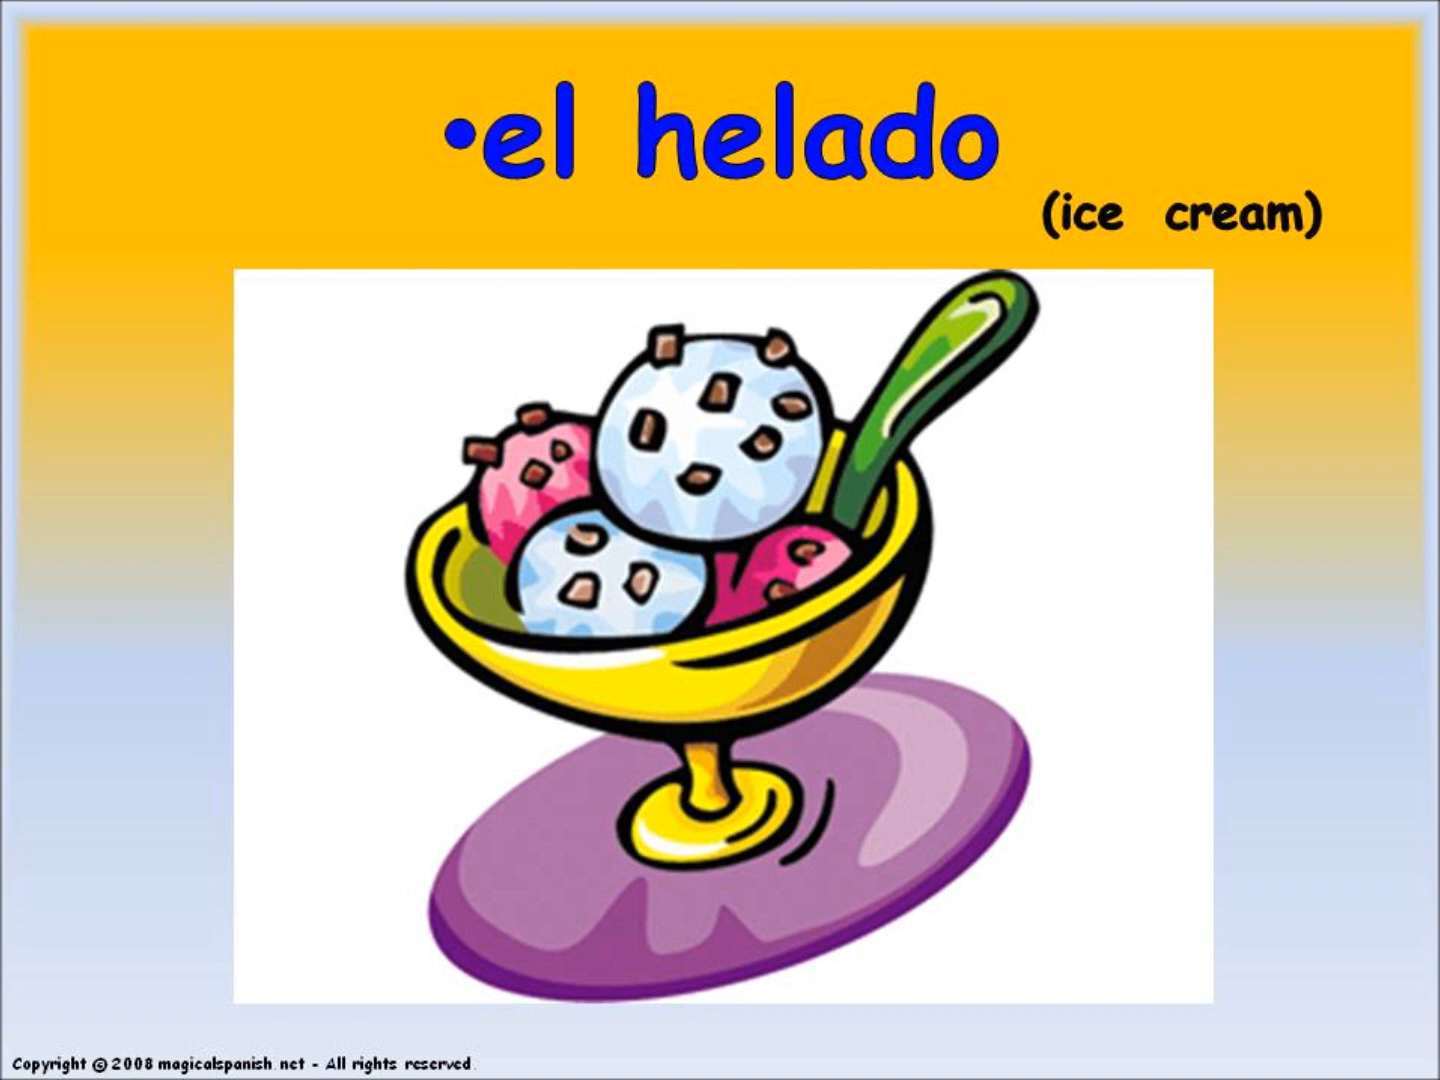 •el helado
(ice cream)
Copyright © 2008 magicalspanish.net - All rights reserved.